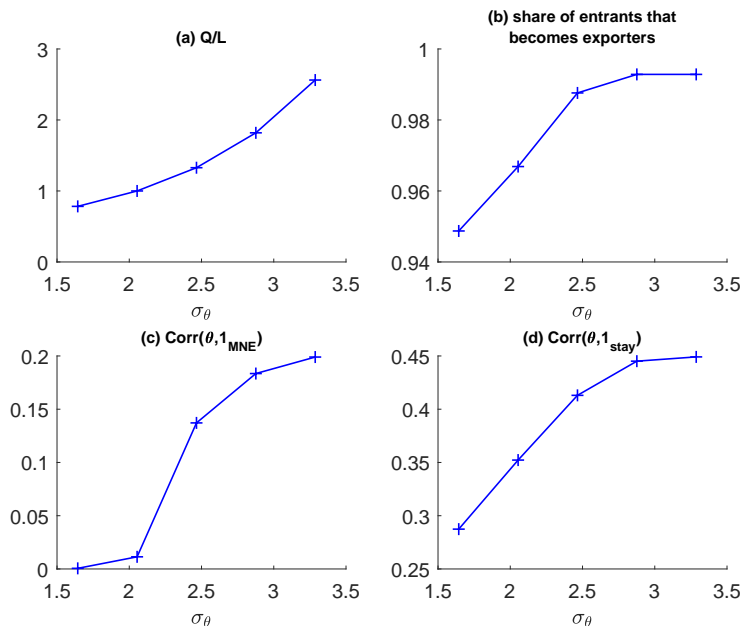 (a) Q/L
3
2
1
0
1.5 2 2.5 3 3.5
σθ
(b) share of entrants that
becomes exporters
1
0.98
0.96
0.94
1.5 2 2.5 3 3.5
σθ
(c) Corr(θ,1MNE)
0.2
0.15
0.1
0.05
0
1.5 2 2.5 3 3.5
σθ
(d) Corr(θ,1stay)
0.45
0.4
0.35
0.3
0.25
1.5 2 2.5 3 3.5
σθ